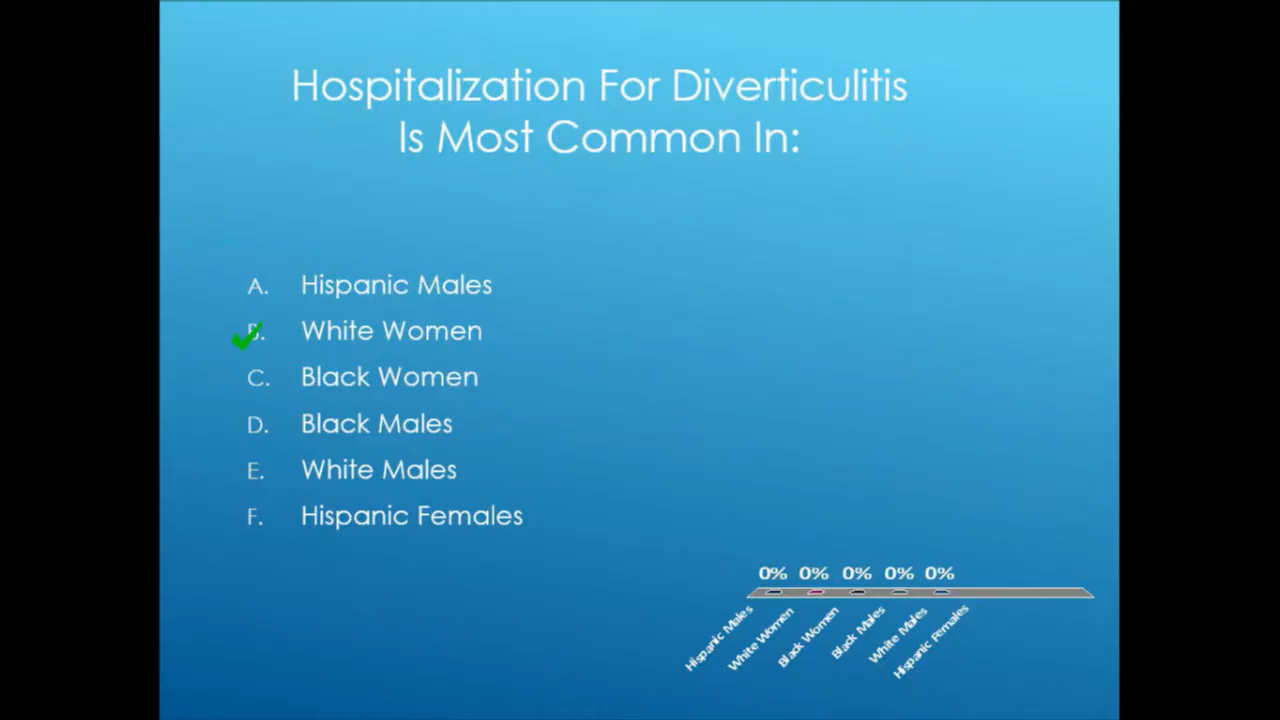 Hospitalization For Diverticulitis
Is Most Common In:
A. Hispanic Males
B. White Women
C. Black Women
D. Black Males
E. White Males
F. Hispanic Females
0% 0% 0% 0% 0%
Hispanic Males
White Women
Black Women
Black Males
White Males
Hispanic Females